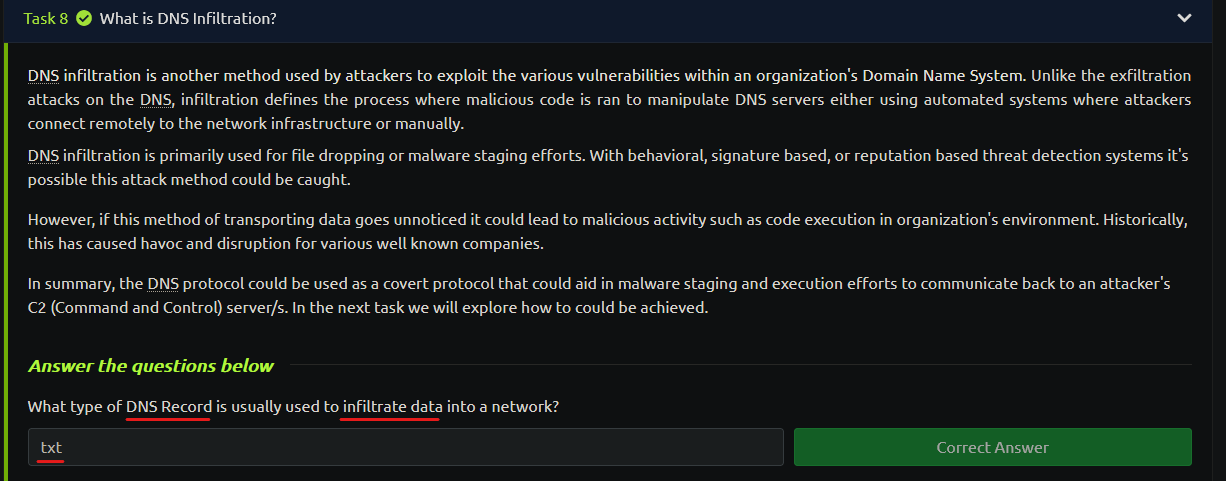 Task 8 What is DNS Infiltration?
DNS infiltration is another method used by attackers to exploit the various vulnerabilities within an organization's Domain Name System. Unlike the exfiltration
attacks on the DNS, infiltration defines the process where malicious code is ran to manipulate DNS servers either using automated systems where attackers
connect remotely to the network infrastructure or manually.
DNS infiltration is primarily used for file dropping or malware staging efforts. With behavioral, signature based, or reputation based threat detection systems it's
possible this attack method could be caught.
However, if this method of transporting data goes unnoticed it could lead to malicious activity such as code execution in organization's environment. Historically,
this has caused havoc and disruption for various well known companies.
In summary, the DNS protocol could be used as a covert protocol that could aid in malware staging and execution efforts to communicate back to an attacker's
C2 (Command and Control) server/s. In the next task we will explore how to could be achieved.
Answer the questions below
What type of DNS Record is usually used to infiltrate data into a network?
txt
Correct Answer